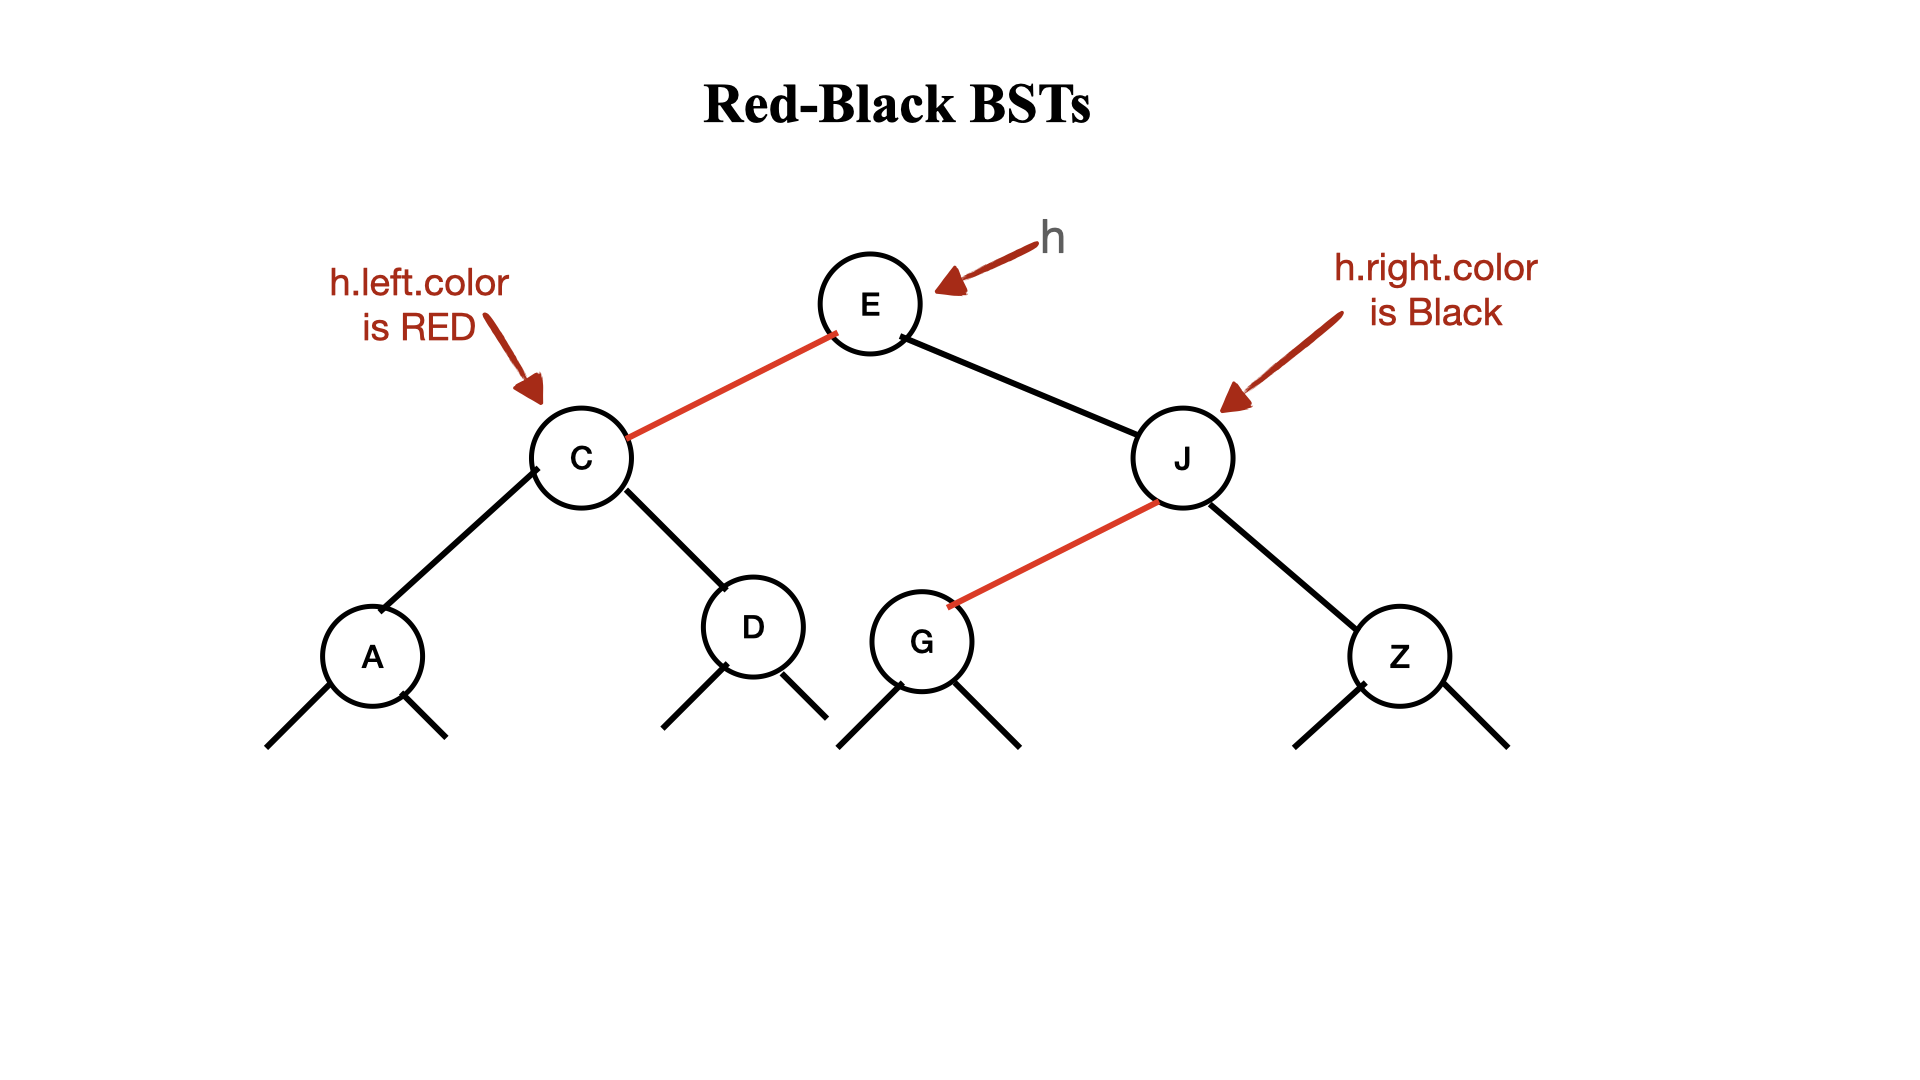 Red-Black BSTs
h
h.left.color
is RED
h.right.color
is Black
E
C
J
A
D
G
Z